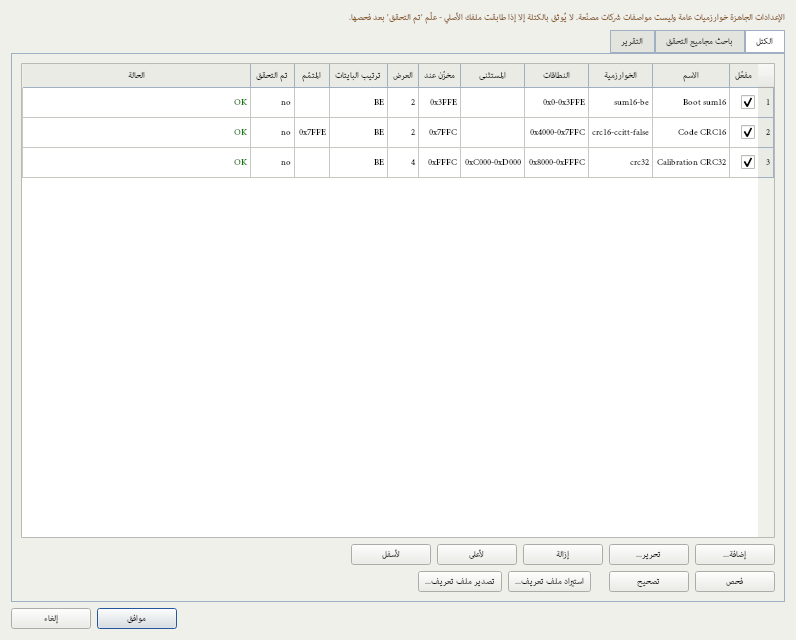 الإعدادات الجاهزة خوارزميات عامة وليست مواصفات شركات مصنّعة. لا يُوثق بالكتلة إلا إذا طابقت ملفك الأصلي - علّم 'تم التحقق' بعد فحصها.
الكتل باحث مجاميع التحقق التقرير
مفعّل الاسم الخوارزمية النطاقات المستثنى مخزّن عند العرض ترتيب البايتات المتمّم تم التحقق الحالة
1 Boot sum16 sum16-be 0x0-0x3FFE 0x3FFE 2 BE no OK
2 Code CRC16 crc16-ccitt-false 0x4000-0x7FFC 0x7FFC 2 BE 0x7FFE no OK
3 Calibration CRC32 crc32 0x8000-0xFFFC 0xC000-0xD000 0xFFFC 4 BE no OK
إضافة... تحرير... إزالة لأعلى لأسفل
فحص تصحيح استيراد ملف تعريف... تصدير ملف تعريف...
موافق إلغاء